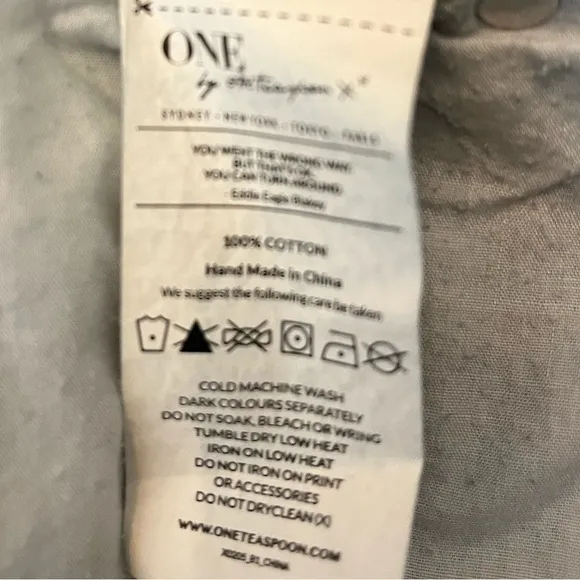 ONE
by oneteaspoon
SYDNEY • NEW YORK • TOKYO • PARIS
YOU WENT THE WRONG WAY,
BUT THAT'S OK,
YOU CAN TURN AROUND
100% COTTON
Hand Made in China
We suggest the following care be taken
COLD MACHINE WASH
DARK COLOURS SEPARATELY
DO NOT SOAK, BLEACH OR WRING
TUMBLE DRY LOW HEAT
IRON ON LOW HEAT
DO NOT IRON ON PRINT
OR ACCESSORIES
DO NOT DRYCLEAN (X)
WWW.ONETEASPOON.COM